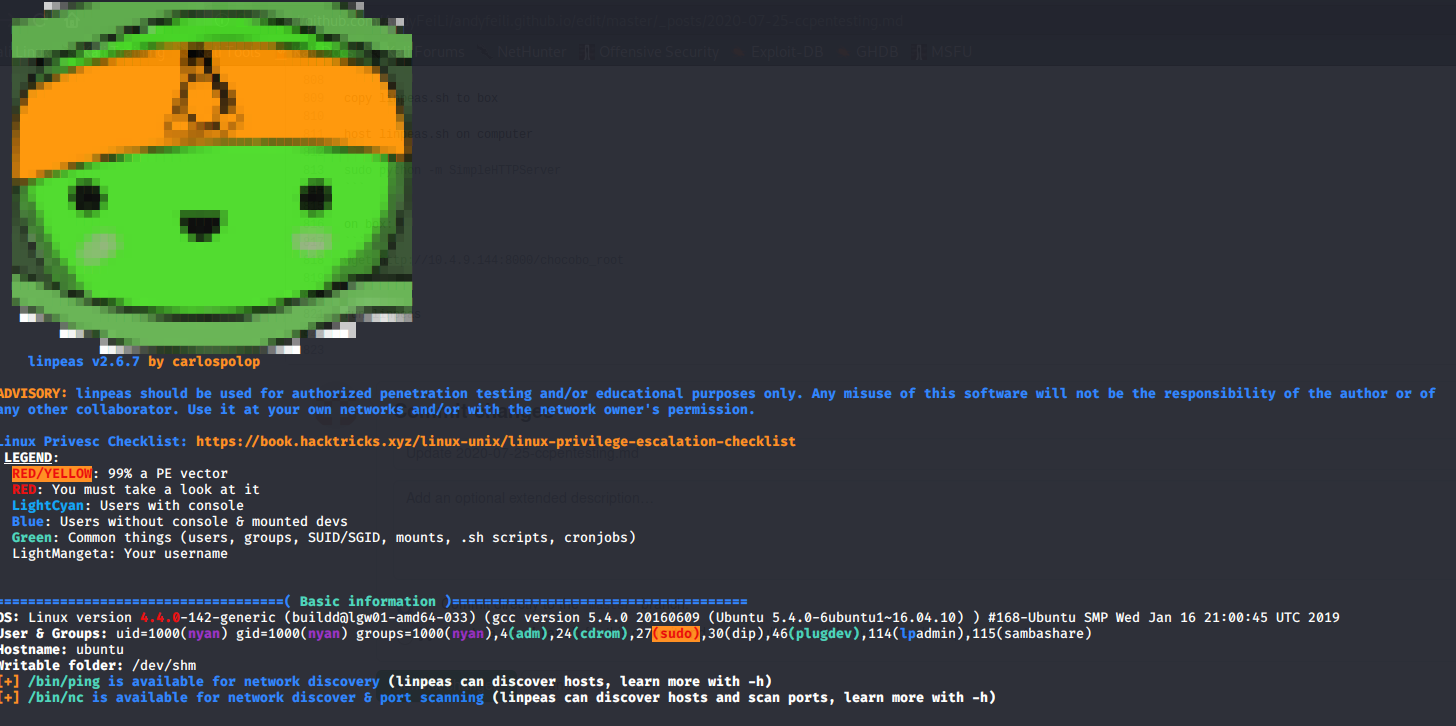 github.com
Forums NetHunter Offensive Security Exploit-DB GHDB MSFU
copy linpeas.sh to box
host linpeas.sh on computer
SimpleHTTPServer
linpeas v2.6.7 by carlospolop
ADVISORY: linpeas should be used for authorized penetration testing and/or educational purposes only. Any misuse of this software will not be the responsibility of the author or of
any other collaborator. Use it at your own networks and/or with the network owner's permission.
Linux Privesc Checklist: https://book.hacktricks.xyz/linux-unix/linux-privilege-escalation-checklist
LEGEND:
RED/YELLOW: 99% a PE vector
RED: You must take a look at it
LightCyan: Users with console
Blue: Users without console & mounted devs
Green: Common things (users, groups, SUID/SGID, mounts, .sh scripts, cronjobs)
LightMangeta: Your username
Add an optional extended description...
====================================( Basic information )=====================================
OS: Linux version 4.4.0-142-generic (buildd@lgw01-amd64-033) (gcc version 5.4.0 20160609 (Ubuntu 5.4.0-6ubuntu1~16.04.10) ) #168-Ubuntu SMP Wed Jan 16 21:00:45 UTC 2019
User & Groups: uid=1000(nyan) gid=1000(nyan) groups=1000(nyan),4(adm),24(cdrom),27(sudo),30(dip),46(plugdev),114(lpadmin),115(sambashare)
Hostname: ubuntu
Writable folder: /dev/shm
[+] /bin/ping is available for network discovery (linpeas can discover hosts, learn more with -h)
[+] /bin/nc is available for network discover & port scanning (linpeas can discover hosts and scan ports, learn more with -h)